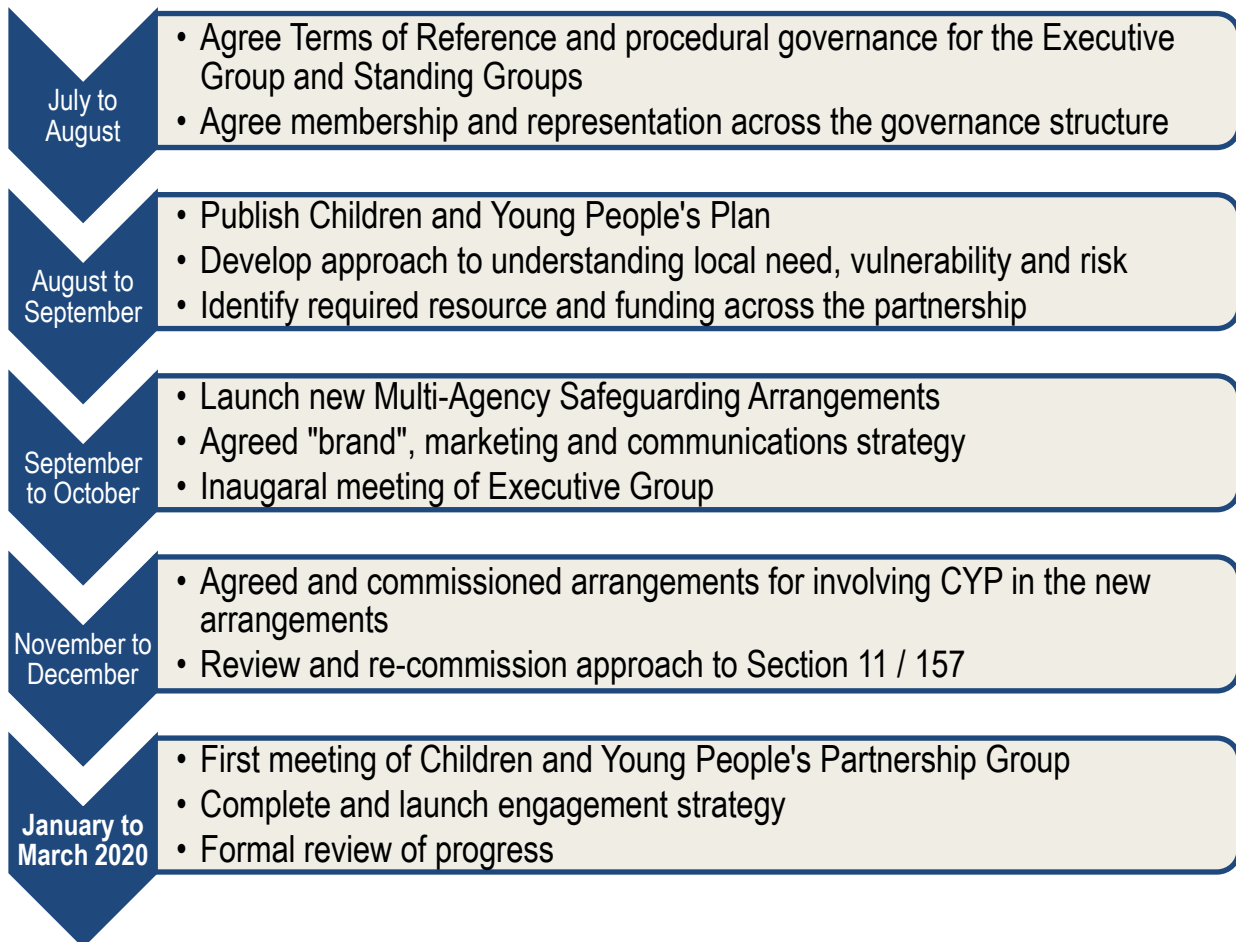 July to
August
• Agree Terms of Reference and procedural governance for the Executive
Group and Standing Groups
• Agree membership and representation across the governance structure
August to
September
• Publish Children and Young People's Plan
• Develop approach to understanding local need, vulnerability and risk
• Identify required resource and funding across the partnership
September
to October
• Launch new Multi-Agency Safeguarding Arrangements
• Agreed "brand", marketing and communications strategy
• Inaugaral meeting of Executive Group
November to
December
• Agreed and commissioned arrangements for involving CYP in the new
arrangements
• Review and re-commission approach to Section 11 / 157
January to
March 2020
• First meeting of Children and Young People's Partnership Group
• Complete and launch engagement strategy
• Formal review of progress